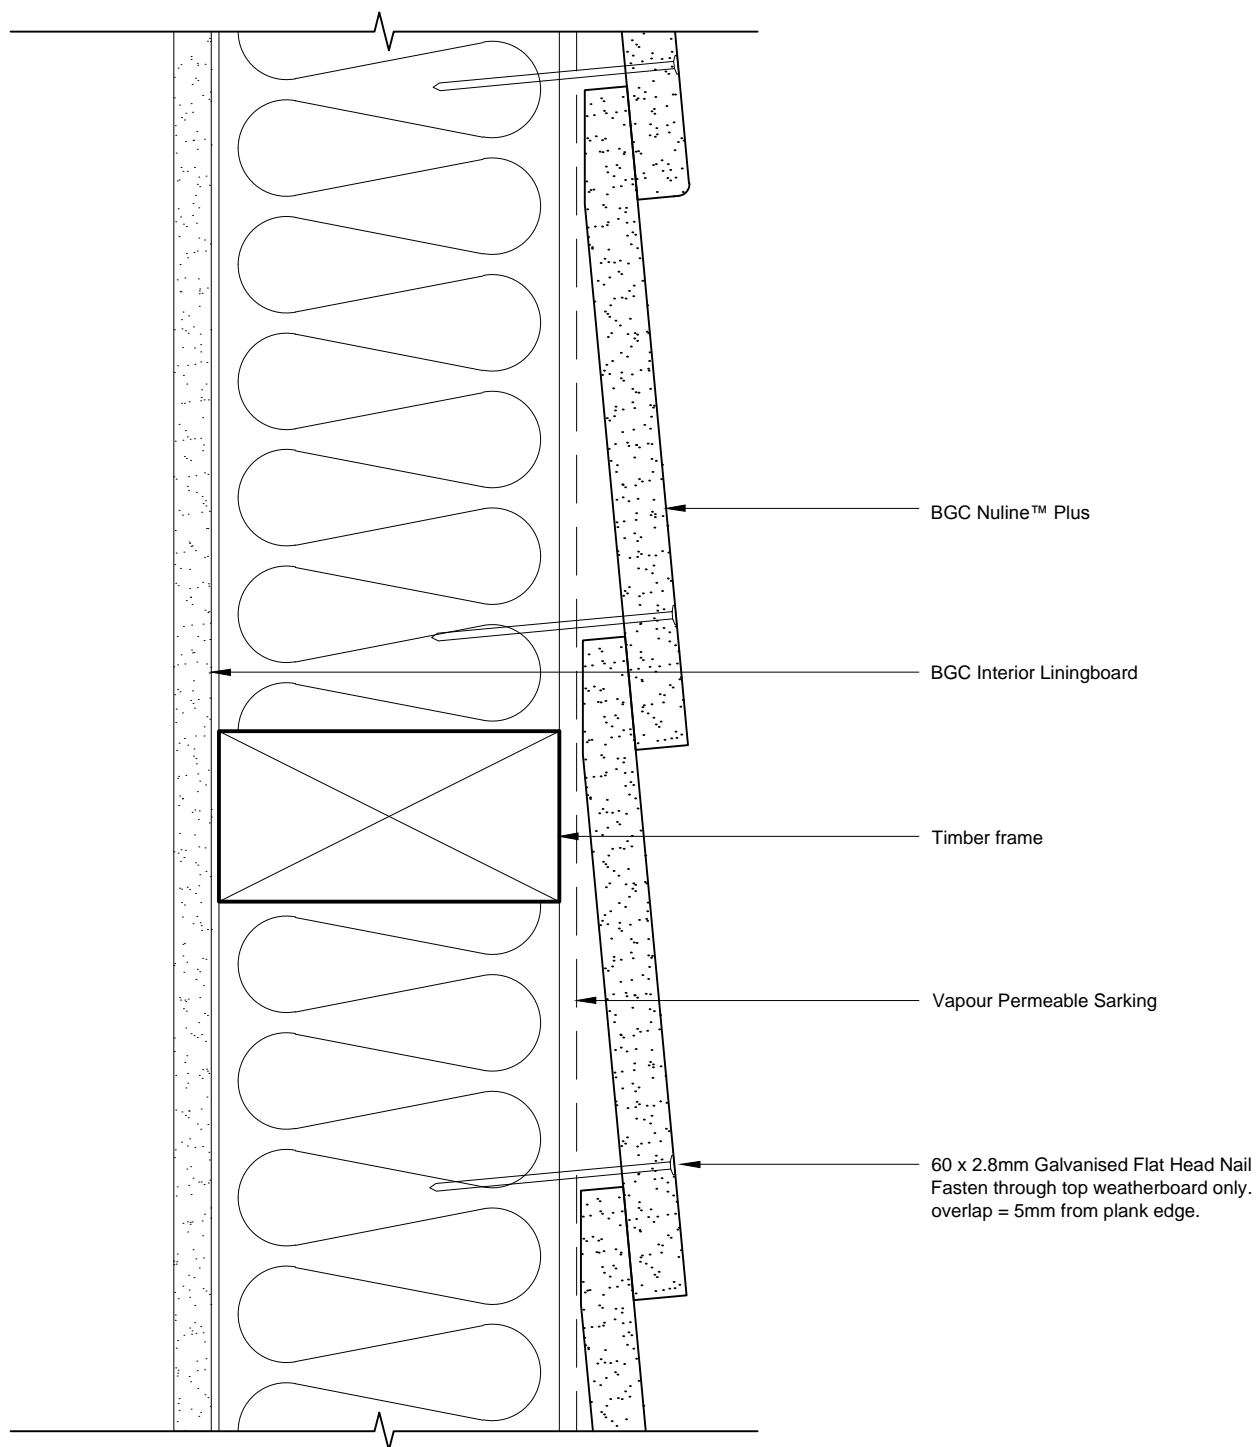 BGC Nuline™ Plus
BGC Interior Liningboard
Timber frame
Vapour Permeable Sarking
60 x 2.8mm Galvanised Flat Head Nail
Fasten through top weatherboard only.
overlap = 5mm from plank edge.